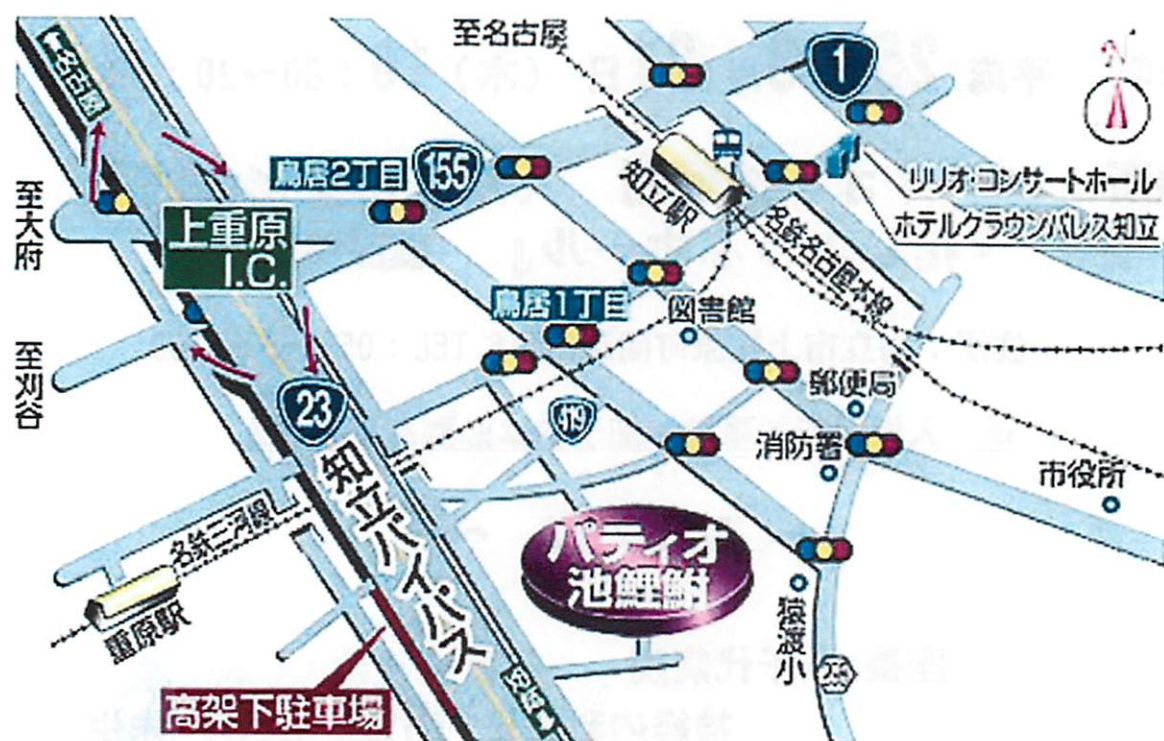 至名古屋
至名古屋
1
N
鳥居2丁目
155
知立駅
リリオ・コンサートホール
ホテルクラウンパレス知立
至大府
上重原
I.C.
名鉄名古屋本線
鳥居1丁目
図書館
至刈谷
23
419
郵便局
消防署
市役所
知立バイパス
名鉄三河線
パティオ
池鯉鮒
重原駅
猿渡小
安城
高架下駐車場